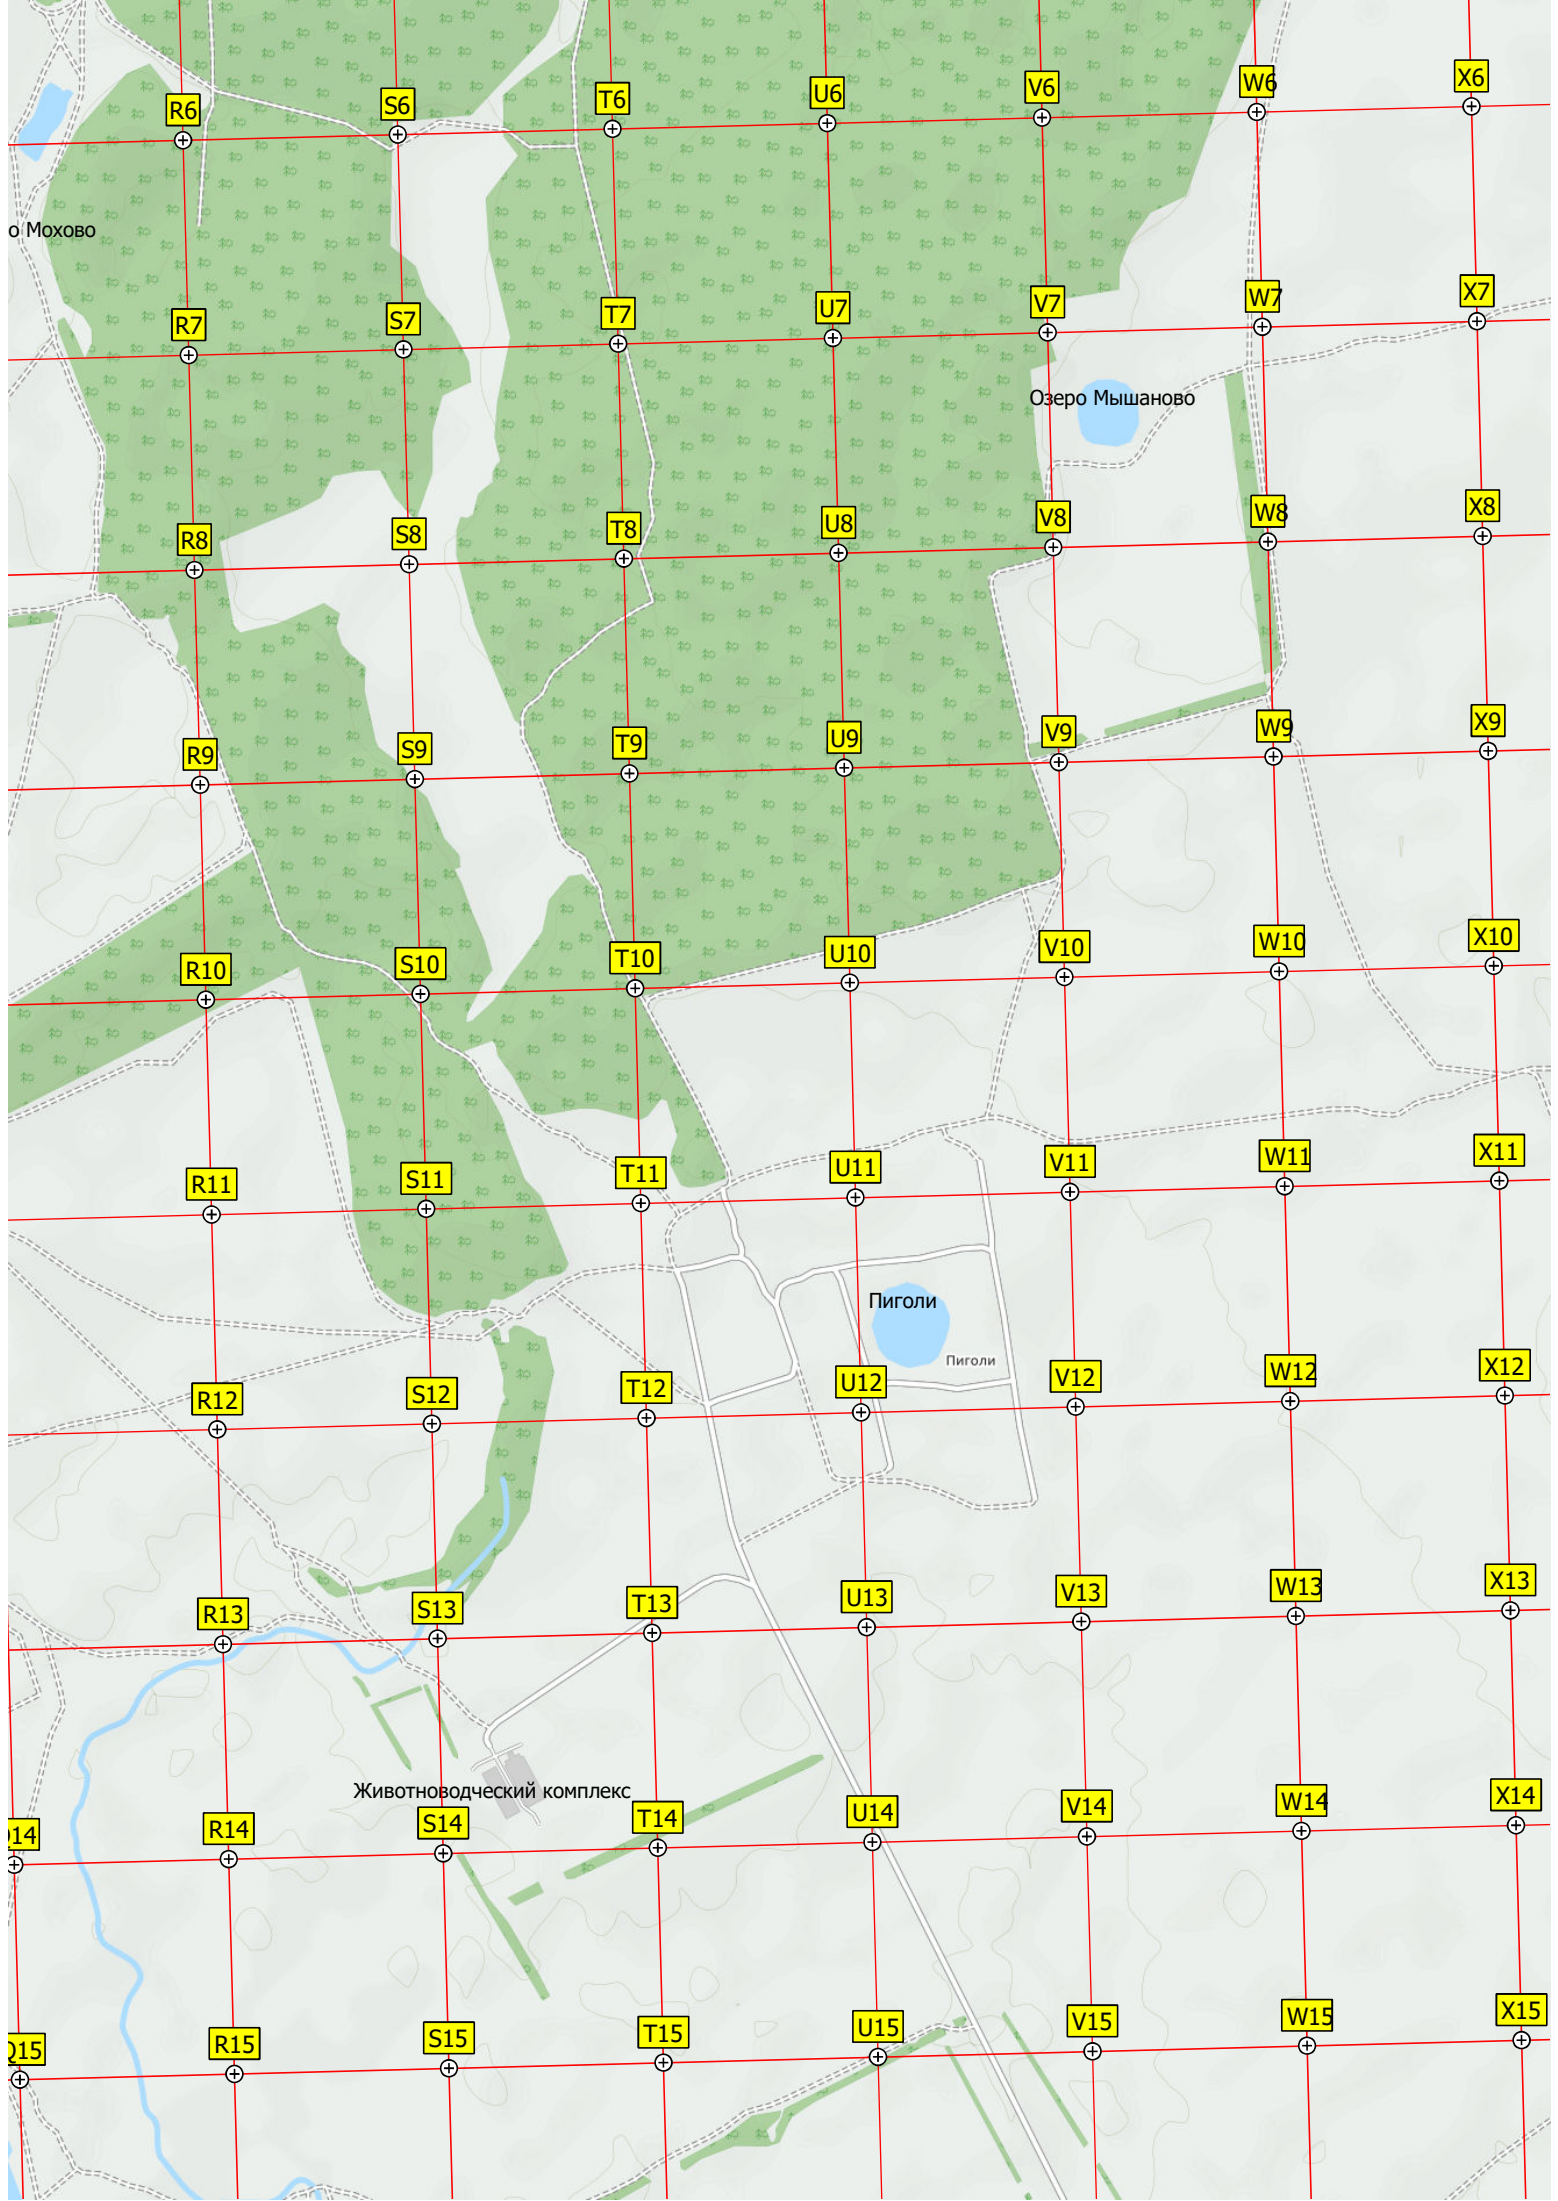 R6 S6 T6 U6 V6 W6 X6
о Мохово
R7 S7 T7 U7 V7 W7 X7
Озеро Мышаново
R8 S8 T8 U8 V8 W8 X8
R9 S9 T9 U9 V9 W9 X9
R10 S10 T10 U10 V10 W10 X10
R11 S11 T11 U11 V11 W11 X11
Пиголи
Пиголи
R12 S12 T12 U12 V12 W12 X12
R13 S13 T13 U13 V13 W13 X13
Животноводческий комплекс
14 R14 S14 T14 U14 V14 W14 X14
Q15 R15 S15 T15 U15 V15 W15 X15